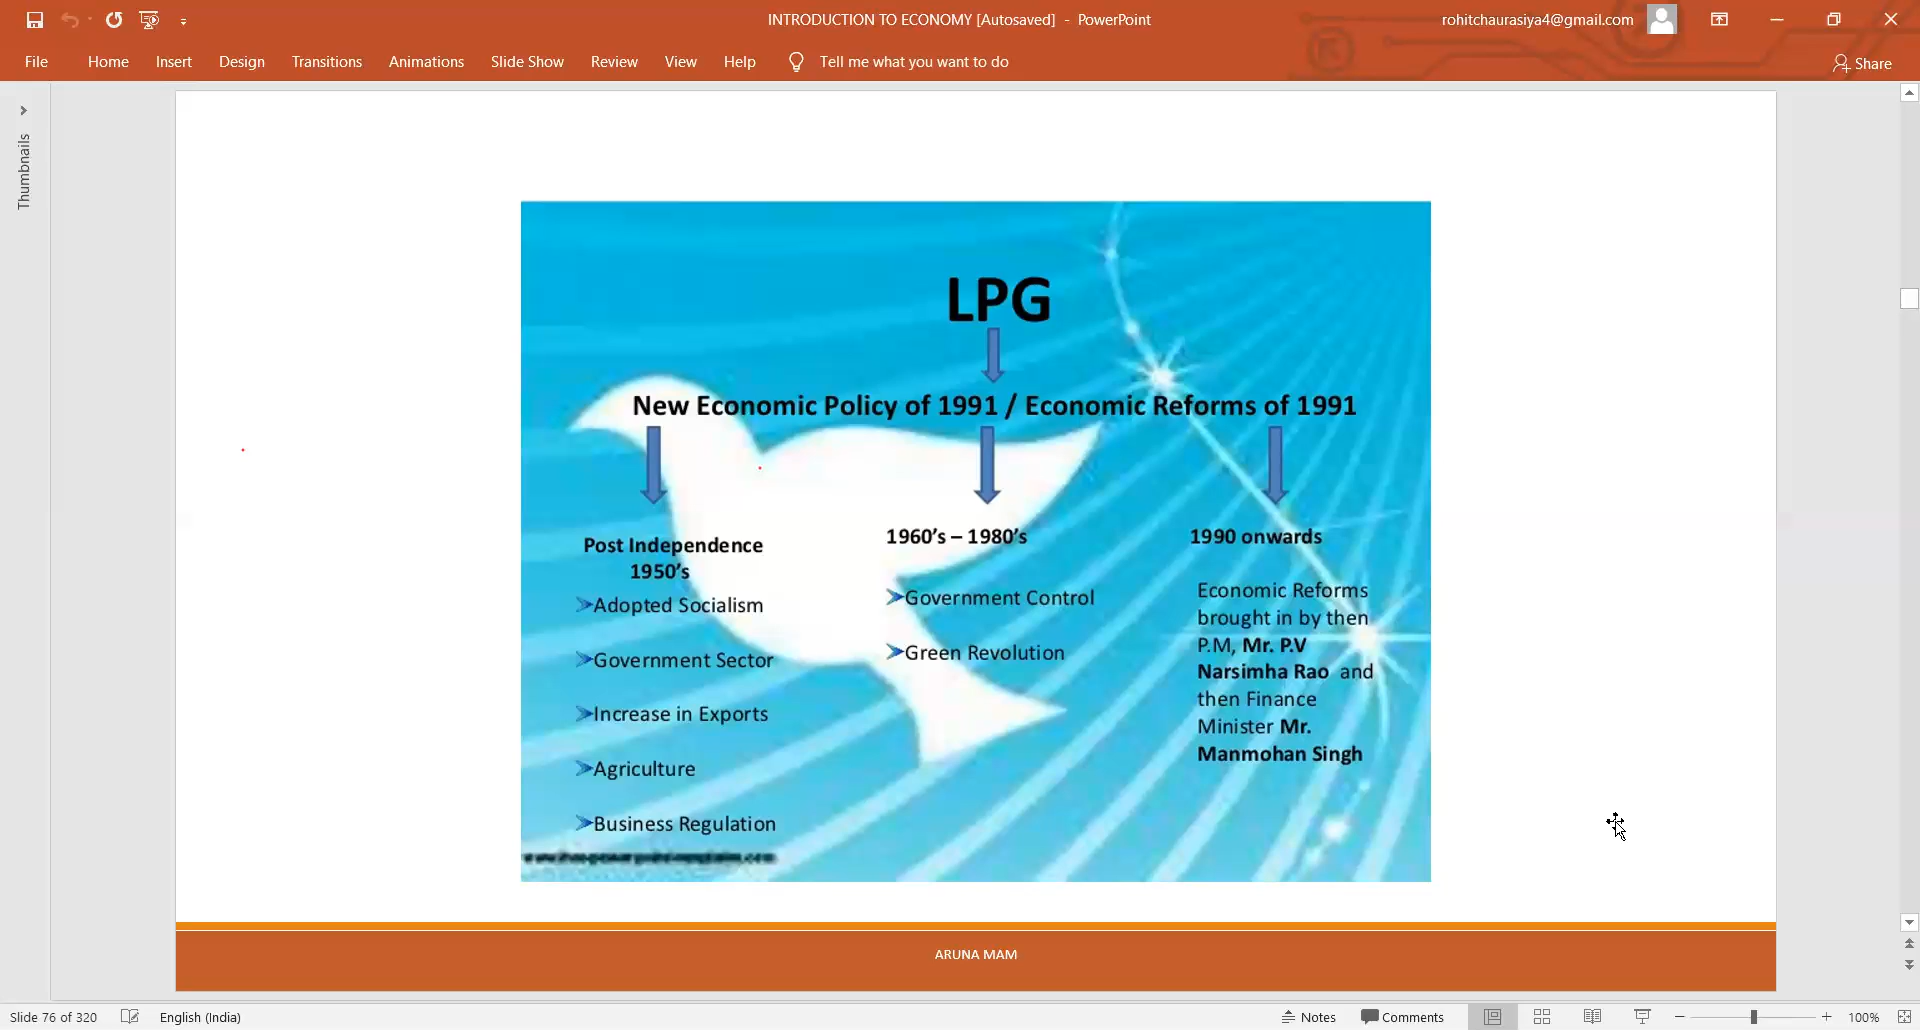 INTRODUCTION TO ECONOMY [Autosaved] - PowerPoint
rohitchaurasiya4@gmail.com
File Home Insert Design Transitions Animations Slide Show Review View Help Tell me what you want to do
Share
Thumbnails
LPG
New Economic Policy of 1991 / Economic Reforms of 1991
Post Independence
1950's
➤Adopted Socialism
➤Government Sector
➤Increase in Exports
➤Agriculture
➤Business Regulation
1960's – 1980's
➤Government Control
➤Green Revolution
1990 onwards
Economic Reforms
brought in by then
P.M, Mr. P.V
Narsimha Rao and
then Finance
Minister Mr.
Manmohan Singh
ARUNA MAM
Slide 76 of 320
English (India)
Notes
Comments
100%